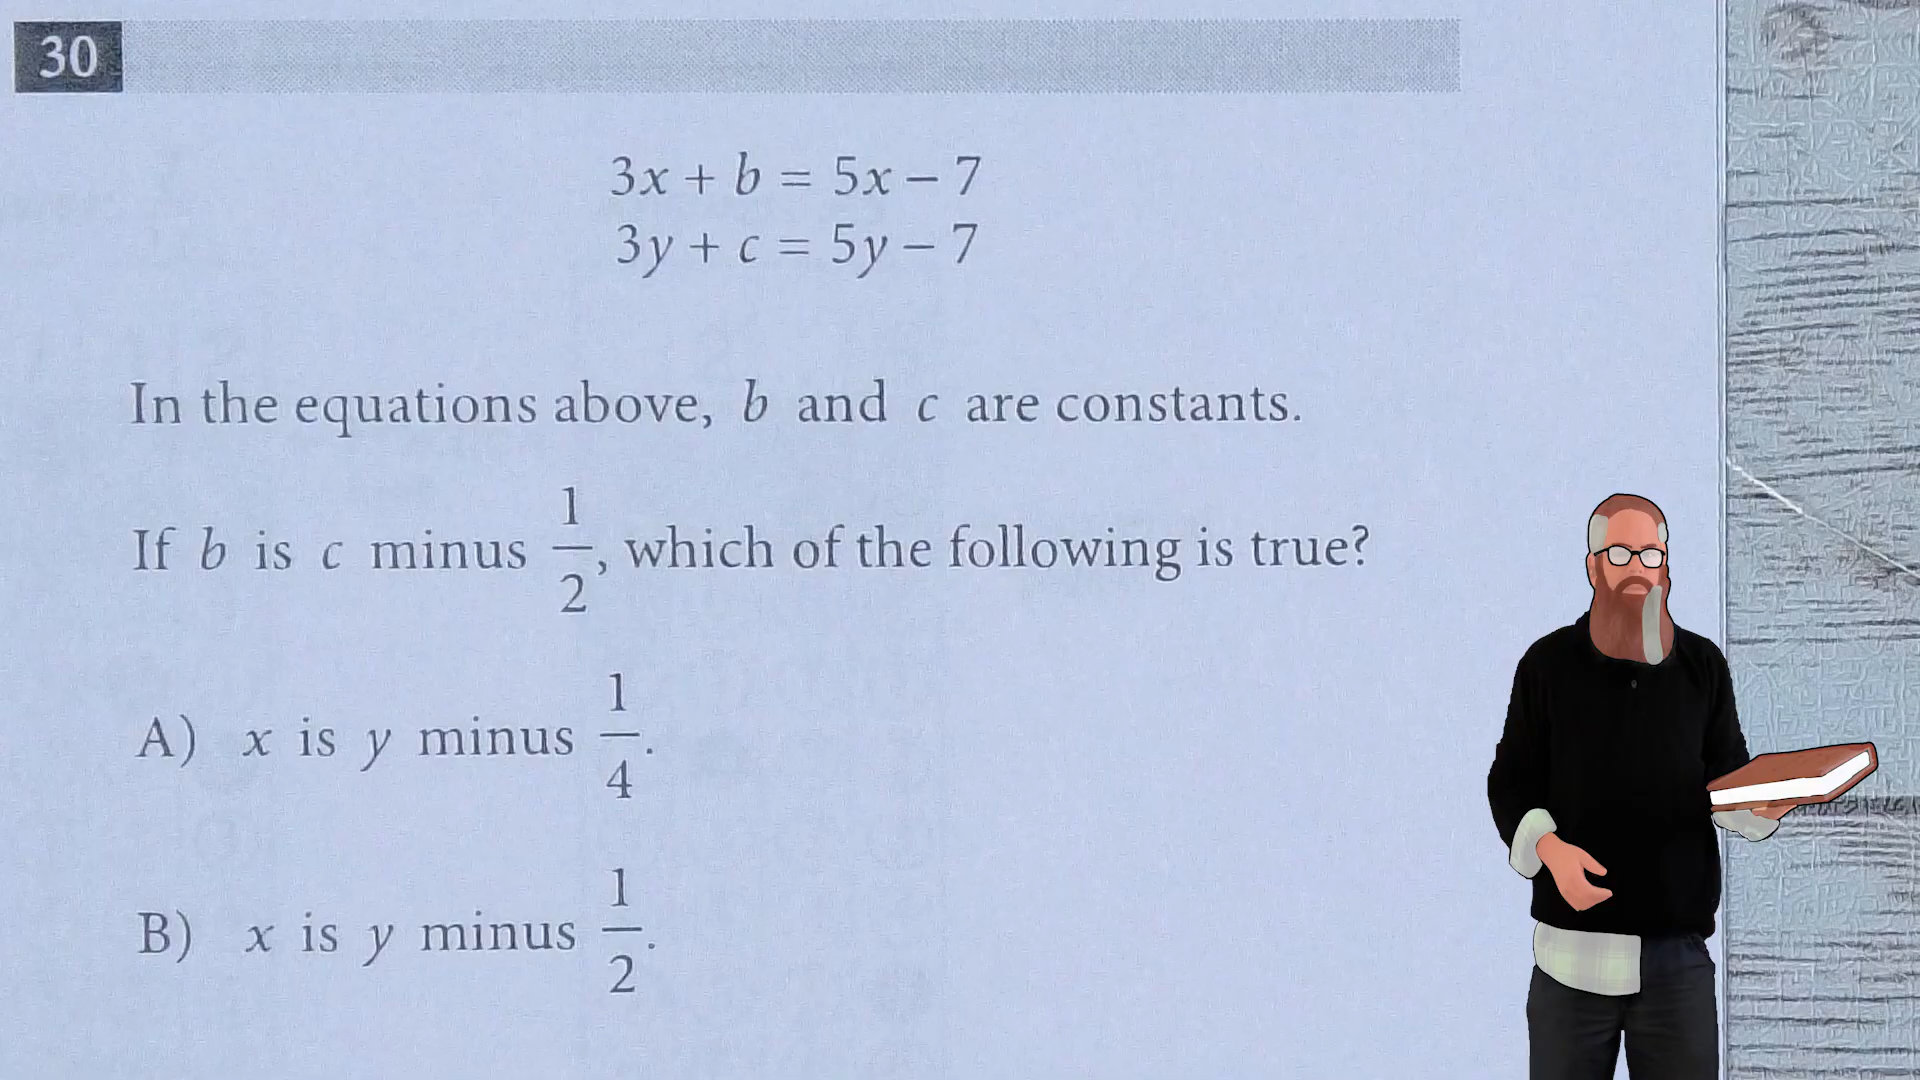 30
3x + b = 5x – 7
3y + c = 5y – 7
In the equations above, b and c are constants.
If b is c minus 1/2, which of the following is true?
A) x is y minus 1/4.
B) x is y minus 1/2.